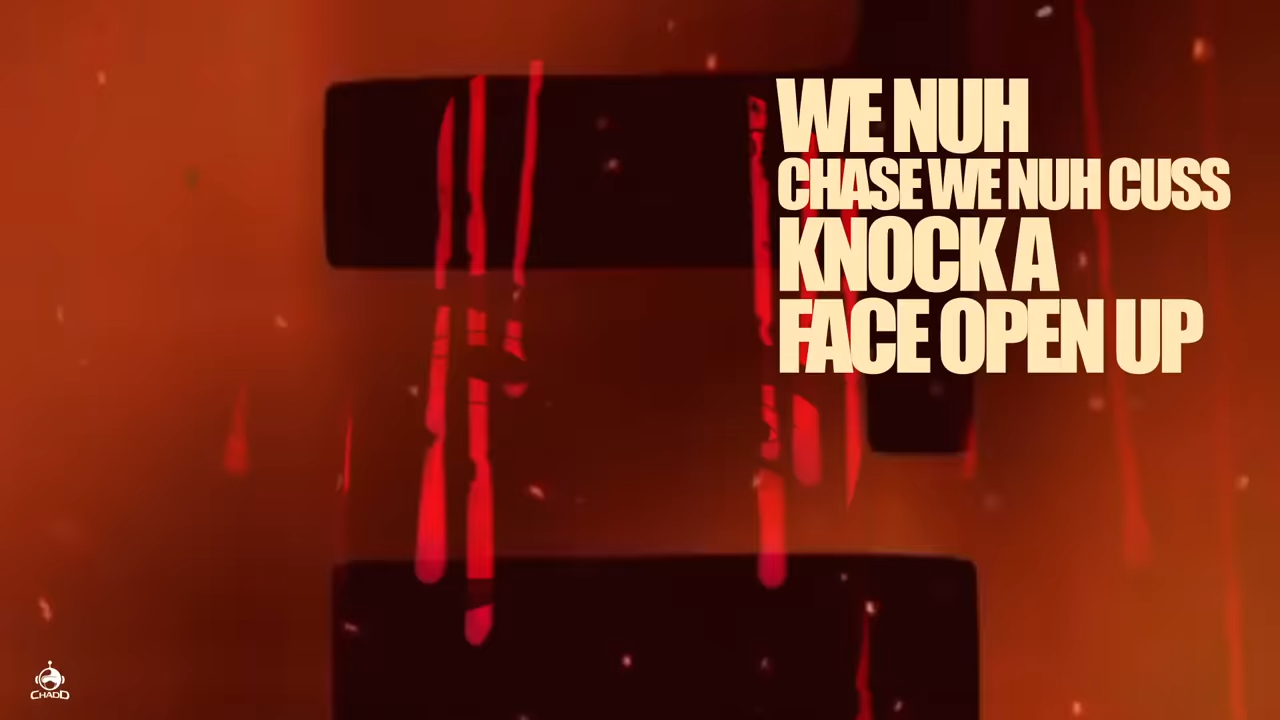 WE NUH
CHASE WE NUH CUSS
KNOCK A
FACE OPEN UP
CHADD